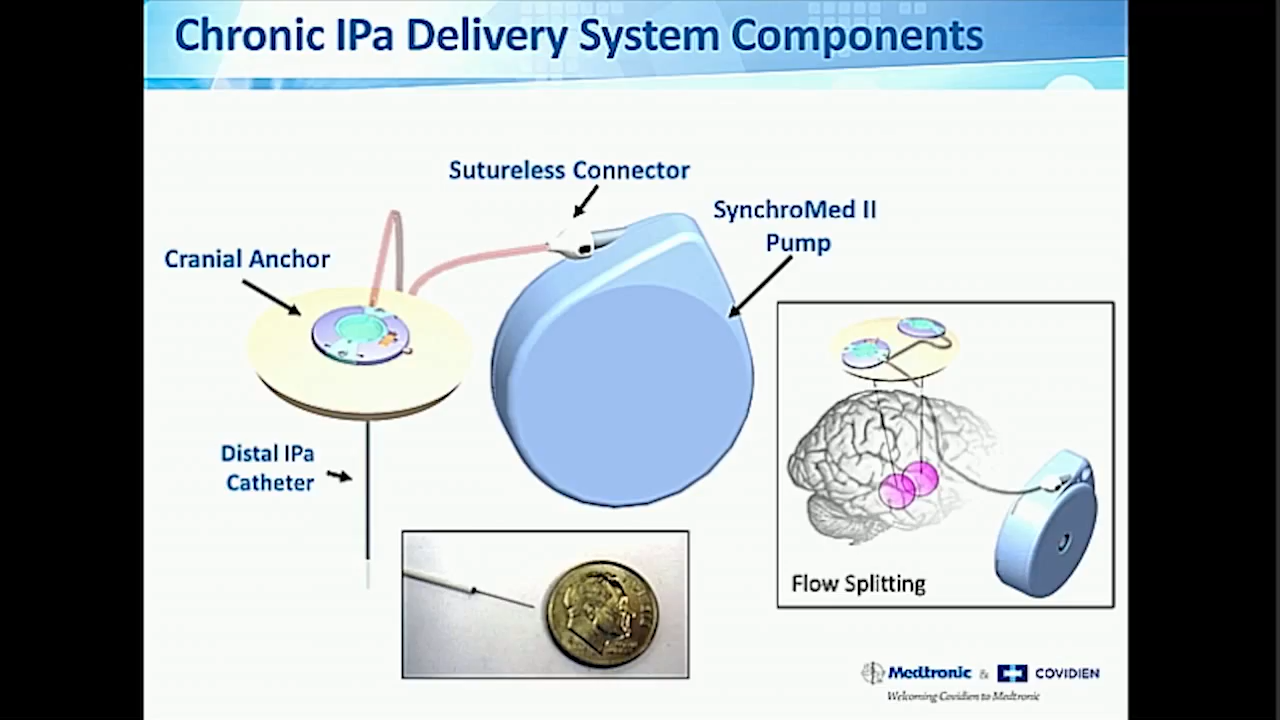 Chronic IPa Delivery System Components
Sutureless Connector
SynchroMed II
Pump
Cranial Anchor
Distal IPa
Catheter
Flow Splitting
Medtronic & COVIDIEN
Welcoming Covidien to Medtronic